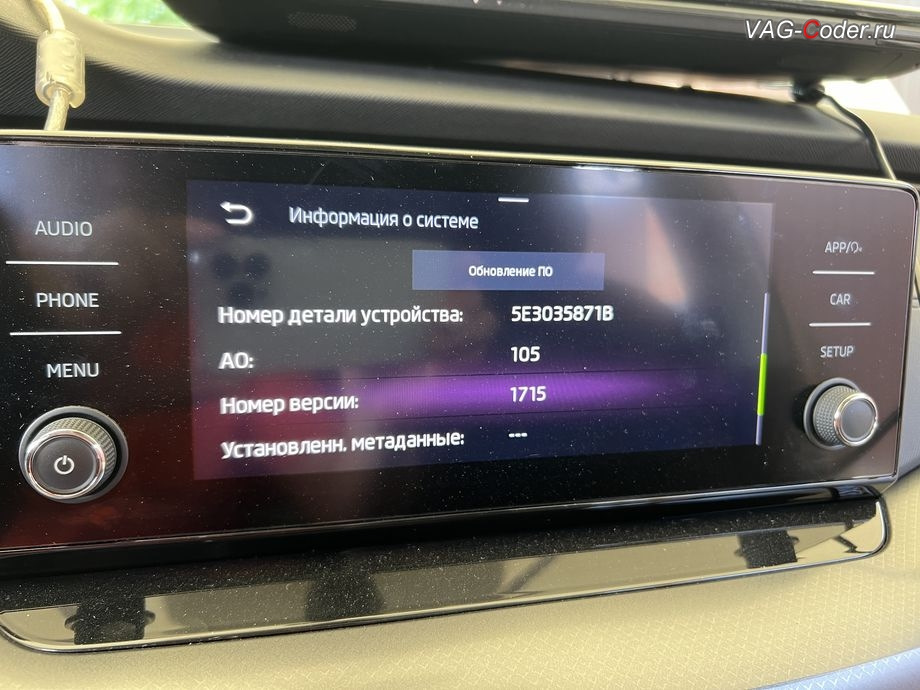 VAG-Coder.ru
AUDIO
PHONE
MENU
Информация о системе
Обновление ПО
Номер детали устройства: 5E3035871B
АО: 105
Номер версии: 1715
Установленн. метаданные: ---
APP/
CAR
SETUP